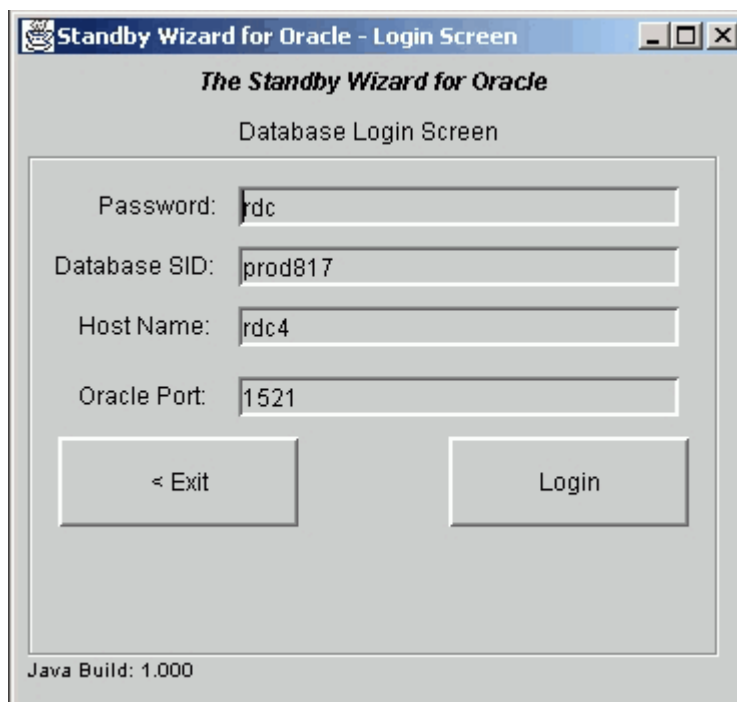 Standby Wizard for Oracle - Login Screen
The Standby Wizard for Oracle
Database Login Screen
Password: rdc
Database SID: prod817
Host Name: rdc4
Oracle Port: 1521
< Exit Login
Java Build: 1.000